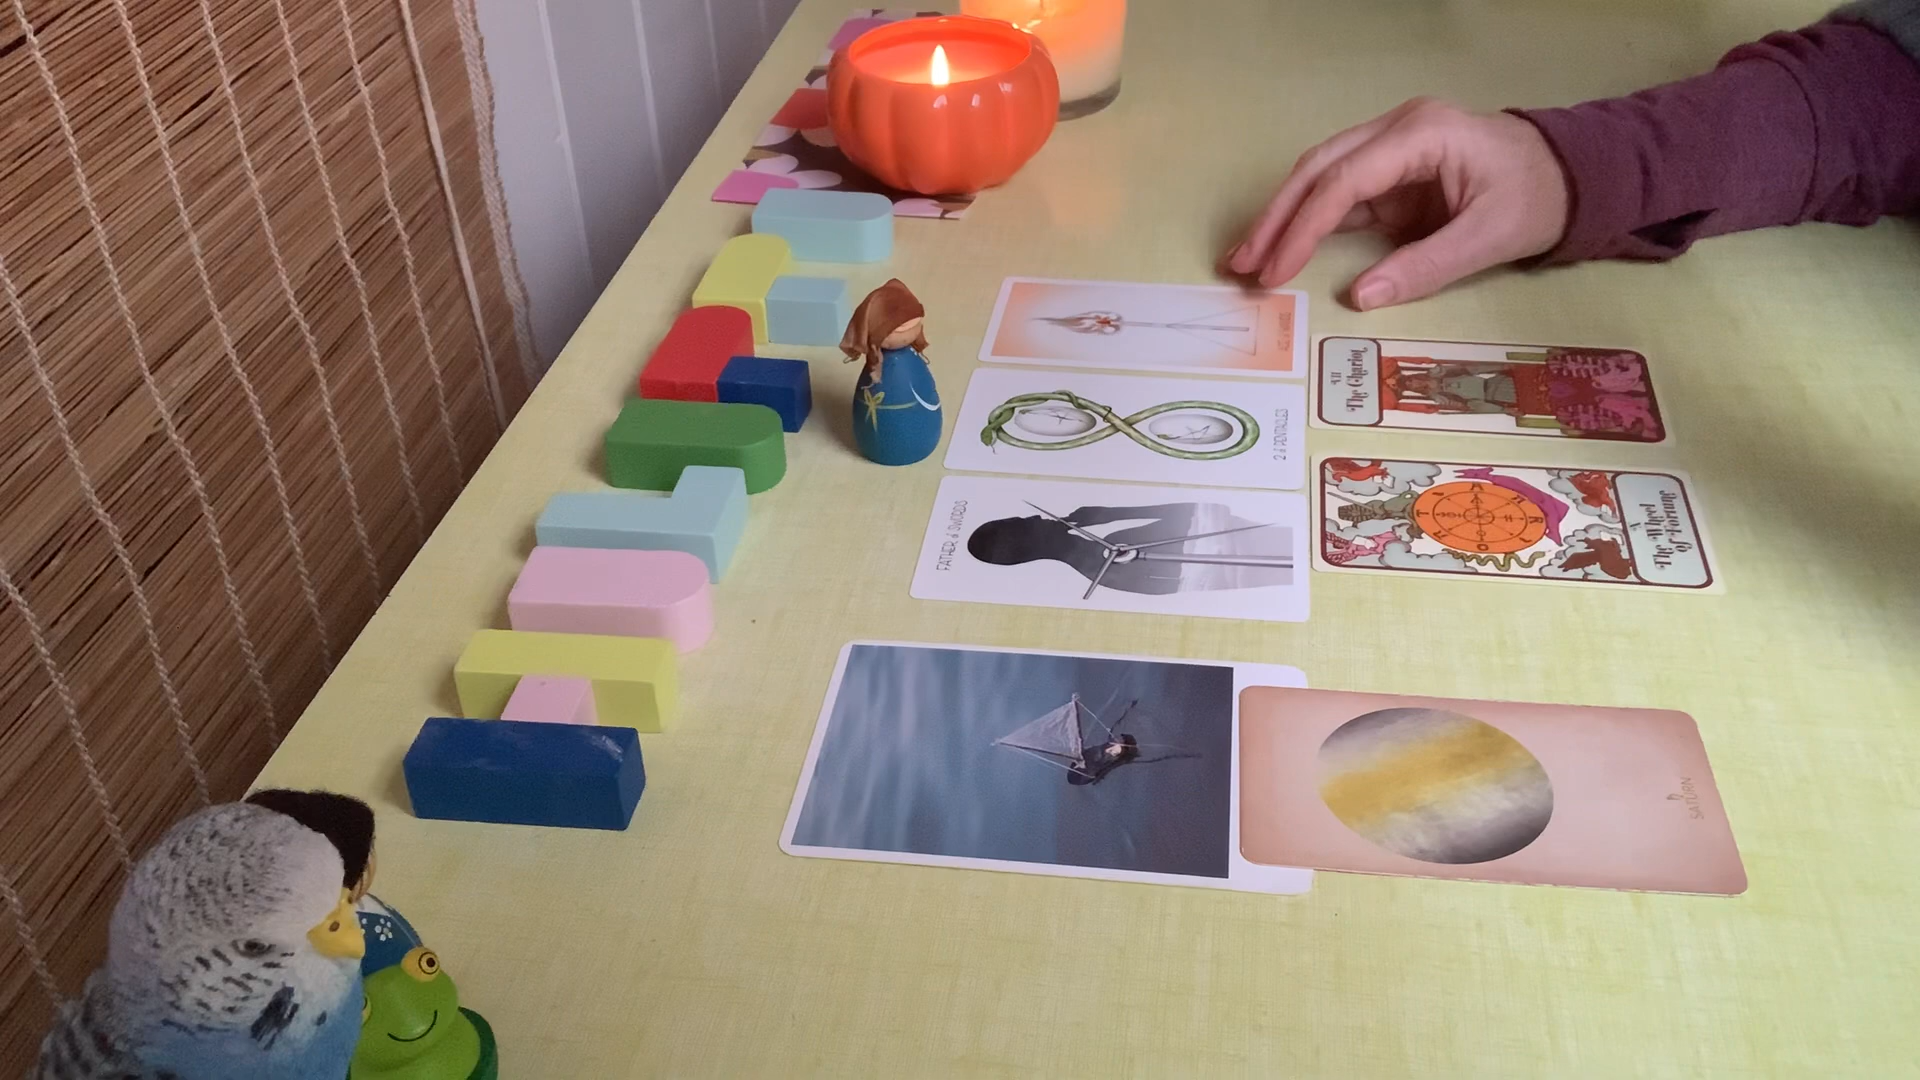 ACE of WANDS
2 of PENTACLES
FATHER of SWORDS
VII
The Chariot
X
The Wheel
of Fortune
T
A
R
O
♄
SATURN